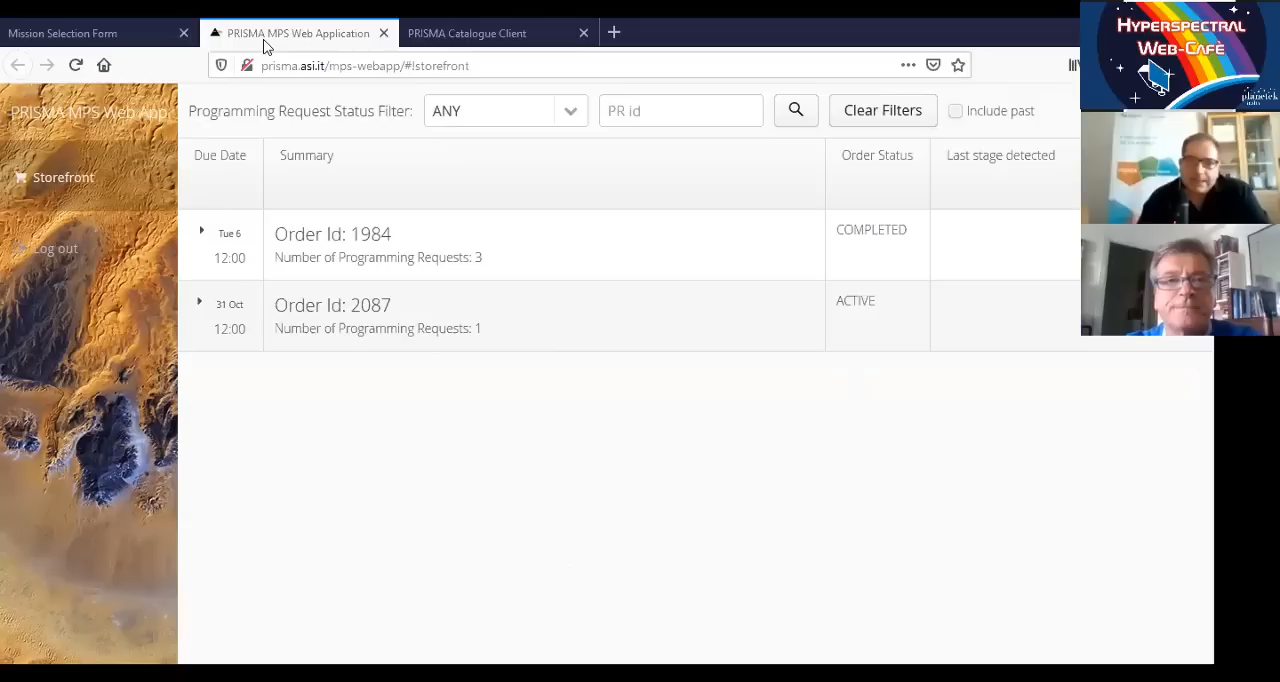 Mission Selection Form
PRISMA MPS Web Application
PRISMA Catalogue Client
prisma.asi.it/mps-webapp/#!storefront
HYPERSPECTRAL
WEB-CAFÈ
planetek
italia
PRISMA MPS Web App
Programming Request Status Filter:
ANY
PR id
Clear Filters
Include past
Storefront
Log out
Due Date
Summary
Order Status
Last stage detected
Tue 6
12:00
Order Id: 1984
Number of Programming Requests: 3
COMPLETED
31 Oct
12:00
Order Id: 2087
Number of Programming Requests: 1
ACTIVE